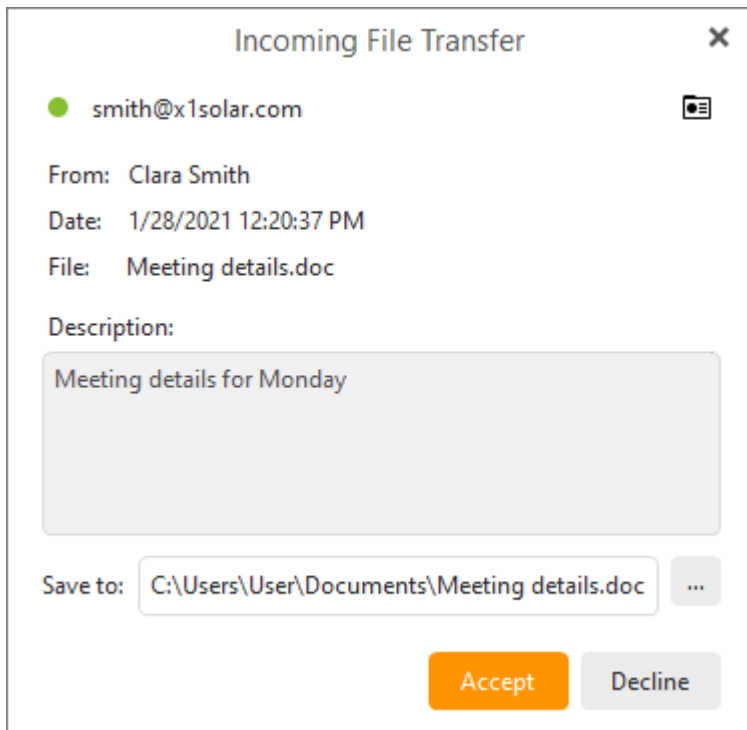 Incoming File Transfer
smith@x1solar.com
From: Clara Smith
Date: 1/28/2021 12:20:37 PM
File: Meeting details.doc
Description:
Meeting details for Monday
Save to: C:\Users\User\Documents\Meeting details.doc ...
Accept Decline